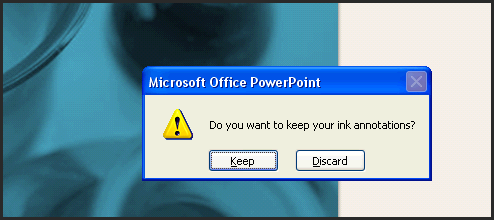 Microsoft Office PowerPoint
Do you want to keep your ink annotations?
Keep
Discard